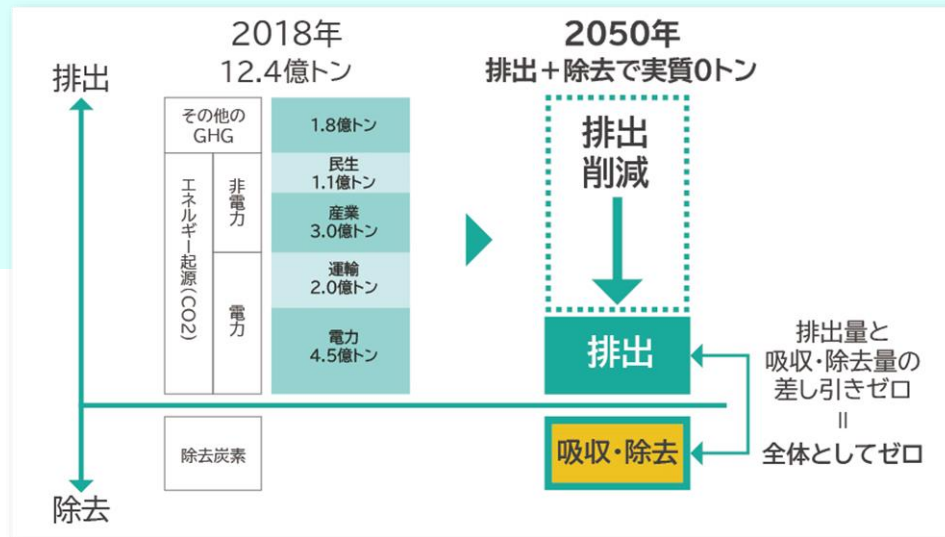 2018年
12.4億トン
2050年
排出＋除去で実質0トン
排出
その他の
GHG
エネルギー起源(CO2)
非電力
電力
1.8億トン
民生
1.1億トン
産業
3.0億トン
運輸
2.0億トン
電力
4.5億トン
排出
削減
排出
排出量と
吸収・除去量の
差し引きゼロ
=
全体としてゼロ
除去炭素
吸収・除去
除去